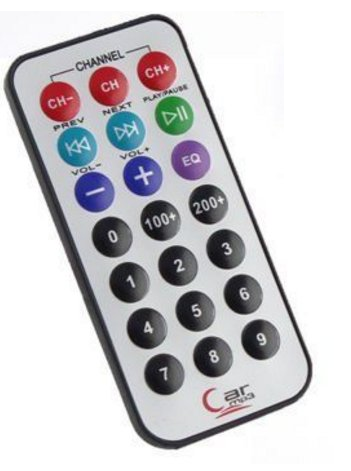 CHANNEL
CH- CH CH+
PREV NEXT PLAY/PAUSE
VOL- VOL+
- + EQ
0 100+ 200+
1 2 3
4 5 6
7 8 9
Car
mp3